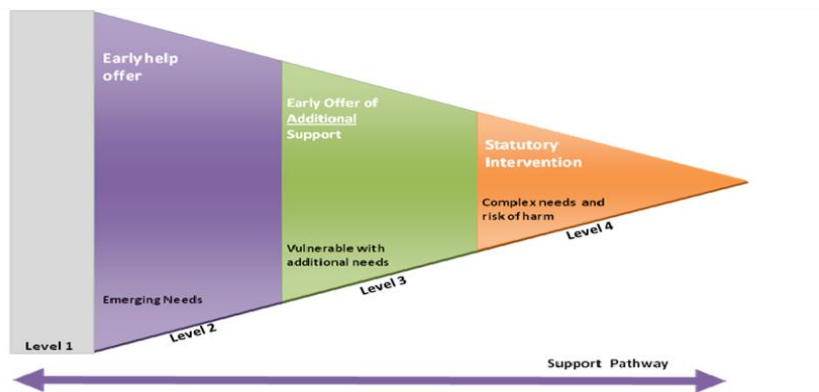 Early help
offer
Early Offer of
Additional
Support
Statutory
Intervention
Complex needs and
risk of harm
Level 4
Vulnerable with
additional needs
Level 3
Emerging Needs
Level 2
Level 1
Support Pathway